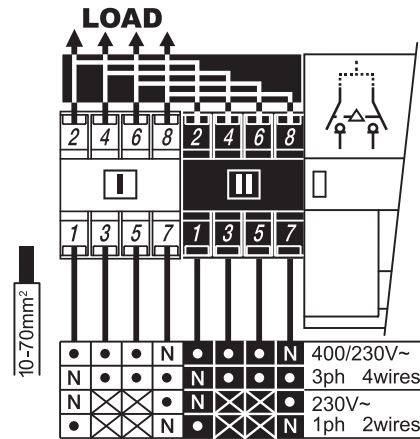 LOAD
2 4 6 8 2 4 6 8
I II
1 3 5 7 1 3 5 7
10-70mm²
N N 400/230V~
N N 3ph 4wires
N N 230V~
N N 1ph 2wires